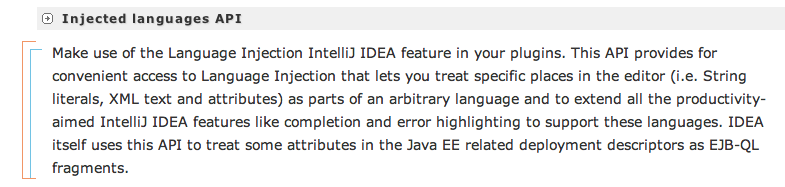 Injected languages API
Make use of the Language Injection IntelliJ IDEA feature in your plugins. This API provides for
convenient access to Language Injection that lets you treat specific places in the editor (i.e. String
literals, XML text and attributes) as parts of an arbitrary language and to extend all the productivity-
aimed IntelliJ IDEA features like completion and error highlighting to support these languages. IDEA
itself uses this API to treat some attributes in the Java EE related deployment descriptors as EJB-QL
fragments.